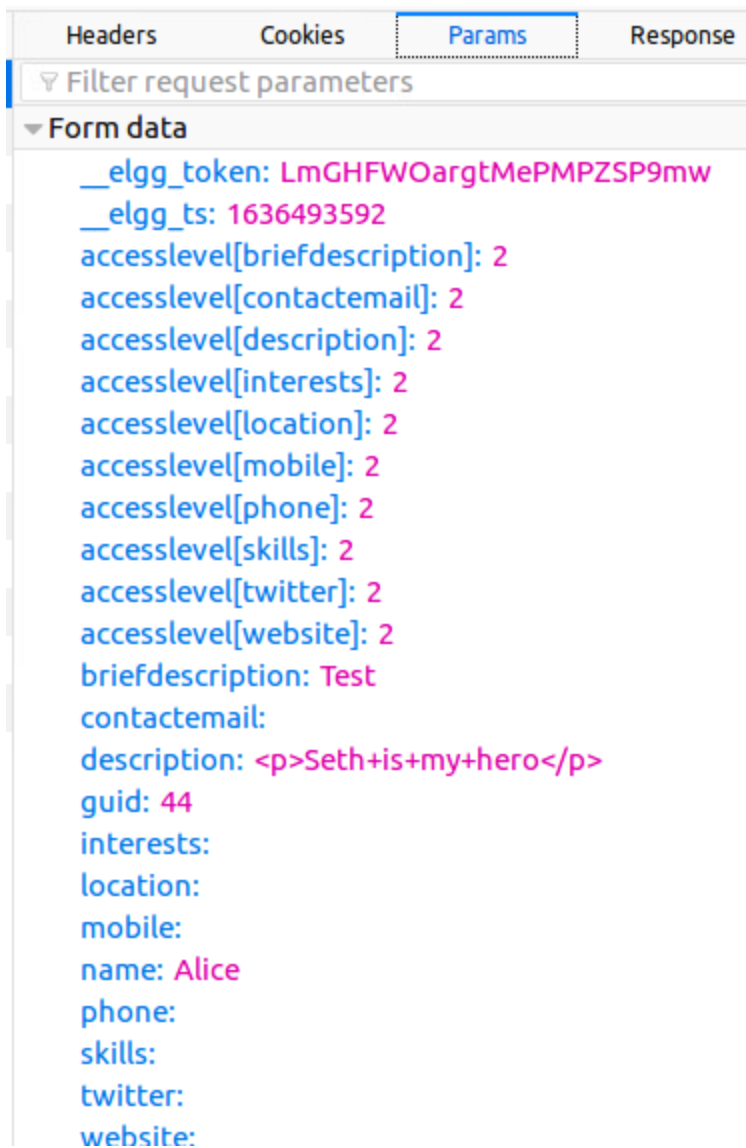 Headers Cookies Params Response
Filter request parameters
Form data
__elgg_token: LmGHFWOargtMePMPZSP9mw
__elgg_ts: 1636493592
accesslevel[briefdescription]: 2
accesslevel[contactemail]: 2
accesslevel[description]: 2
accesslevel[interests]: 2
accesslevel[location]: 2
accesslevel[mobile]: 2
accesslevel[phone]: 2
accesslevel[skills]: 2
accesslevel[twitter]: 2
accesslevel[website]: 2
briefdescription: Test
contactemail:
description: <p>Seth+is+my+hero</p>
guid: 44
interests:
location:
mobile:
name: Alice
phone:
skills:
twitter:
website: